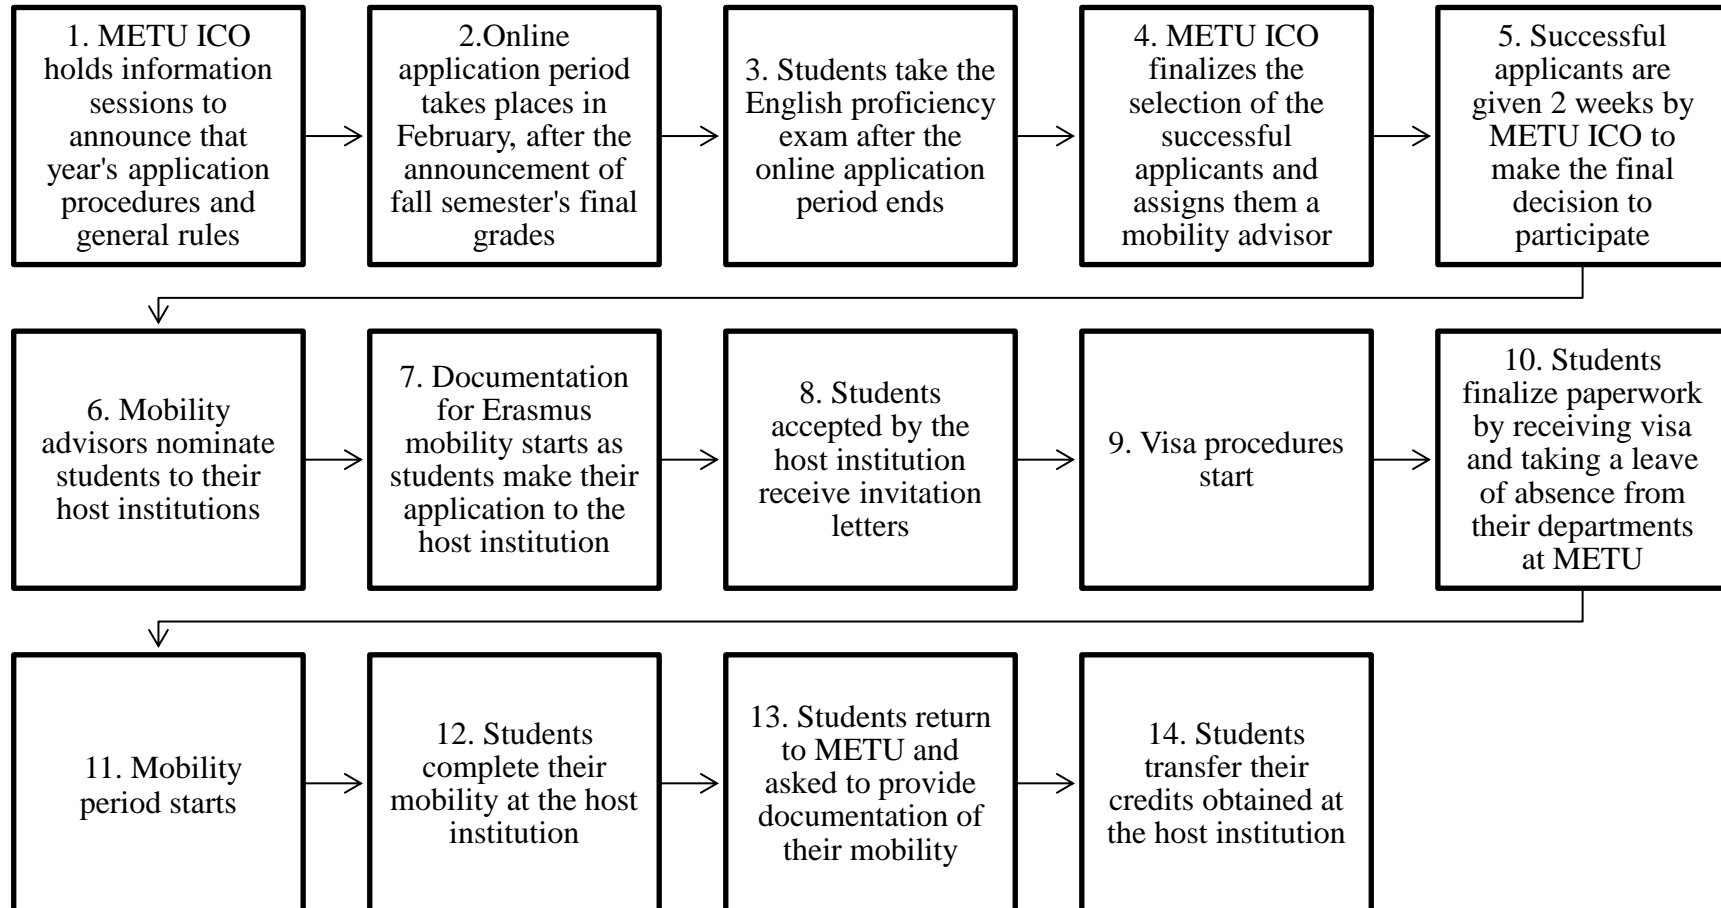 1. METU ICO
holds information
sessions to
announce that
year's application
procedures and
general rules
2.Online
application period
takes places in
February, after the
announcement of
fall semester's final
grades
3. Students take the
English proficiency
exam after the
online application
period ends
4. METU ICO
finalizes the
selection of the
successful
applicants and
assigns them a
mobility advisor
5. Successful
applicants are
given 2 weeks by
METU ICO to
make the final
decision to
participate
6. Mobility
advisors nominate
students to their
host institutions
7. Documentation
for Erasmus
mobility starts as
students make their
application to the
host institution
8. Students
accepted by the
host institution
receive invitation
letters
9. Visa procedures
start
10. Students
finalize paperwork
by receiving visa
and taking a leave
of absence from
their departments
at METU
11. Mobility
period starts
12. Students
complete their
mobility at the host
institution
13. Students return
to METU and
asked to provide
documentation of
their mobility
14. Students
transfer their
credits obtained at
the host institution